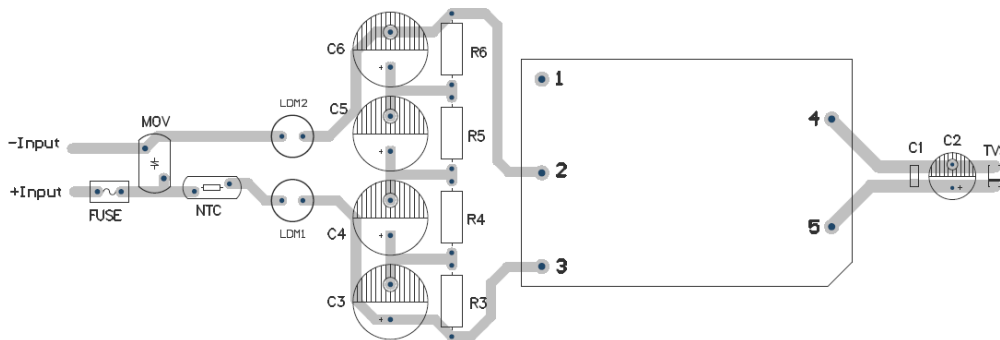 C6
R6
1
LDM2
C5
MOV
-Input
R5
4
C1
C2
2
+Input
FUSE
NTC
LDM1
C4
R4
5
3
C3
R3
+
+
+
+
+